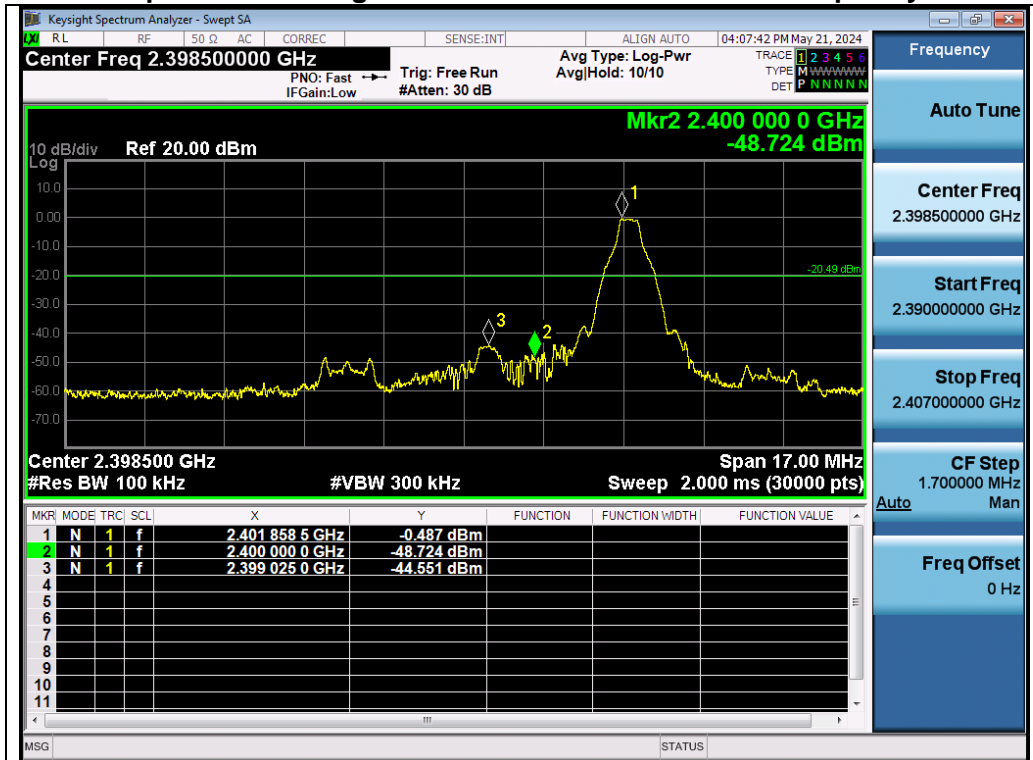 Keysight Spectrum Analyzer - Swept SA
LXI RL RF 50 Ω AC CORREC SENSE:INT ALIGN AUTO 04:07:42 PM May 21, 2024
Center Freq 2.398500000 GHz
PNO: Fast
IFGain:Low
Trig: Free Run
#Atten: 30 dB
Avg Type: Log-Pwr
Avg|Hold: 10/10
TRACE 1 2 3 4 5 6
TYPE M WWWWW
DET P N N N N N
Mkr2 2.400 000 0 GHz
-48.724 dBm
10 dB/div Ref 20.00 dBm
Log
10.0
0.00
-10.0
-20.0
-30.0
-40.0
-50.0
-60.0
-70.0
1
-20.49 dBm
3
2
Center 2.398500 GHz Span 17.00 MHz
#Res BW 100 kHz #VBW 300 kHz Sweep 2.000 ms (30000 pts)
MKR MODE TRC SCL X Y FUNCTION FUNCTION WIDTH FUNCTION VALUE
1 N 1 f 2.401 858 5 GHz -0.487 dBm
2 N 1 f 2.400 000 0 GHz -48.724 dBm
3 N 1 f 2.399 025 0 GHz -44.551 dBm
4
5
6
7
8
9
10
11
MSG STATUS
Frequency
Auto Tune
Center Freq
2.398500000 GHz
Start Freq
2.390000000 GHz
Stop Freq
2.407000000 GHz
CF Step
1.700000 MHz
Auto Man
Freq Offset
0 Hz